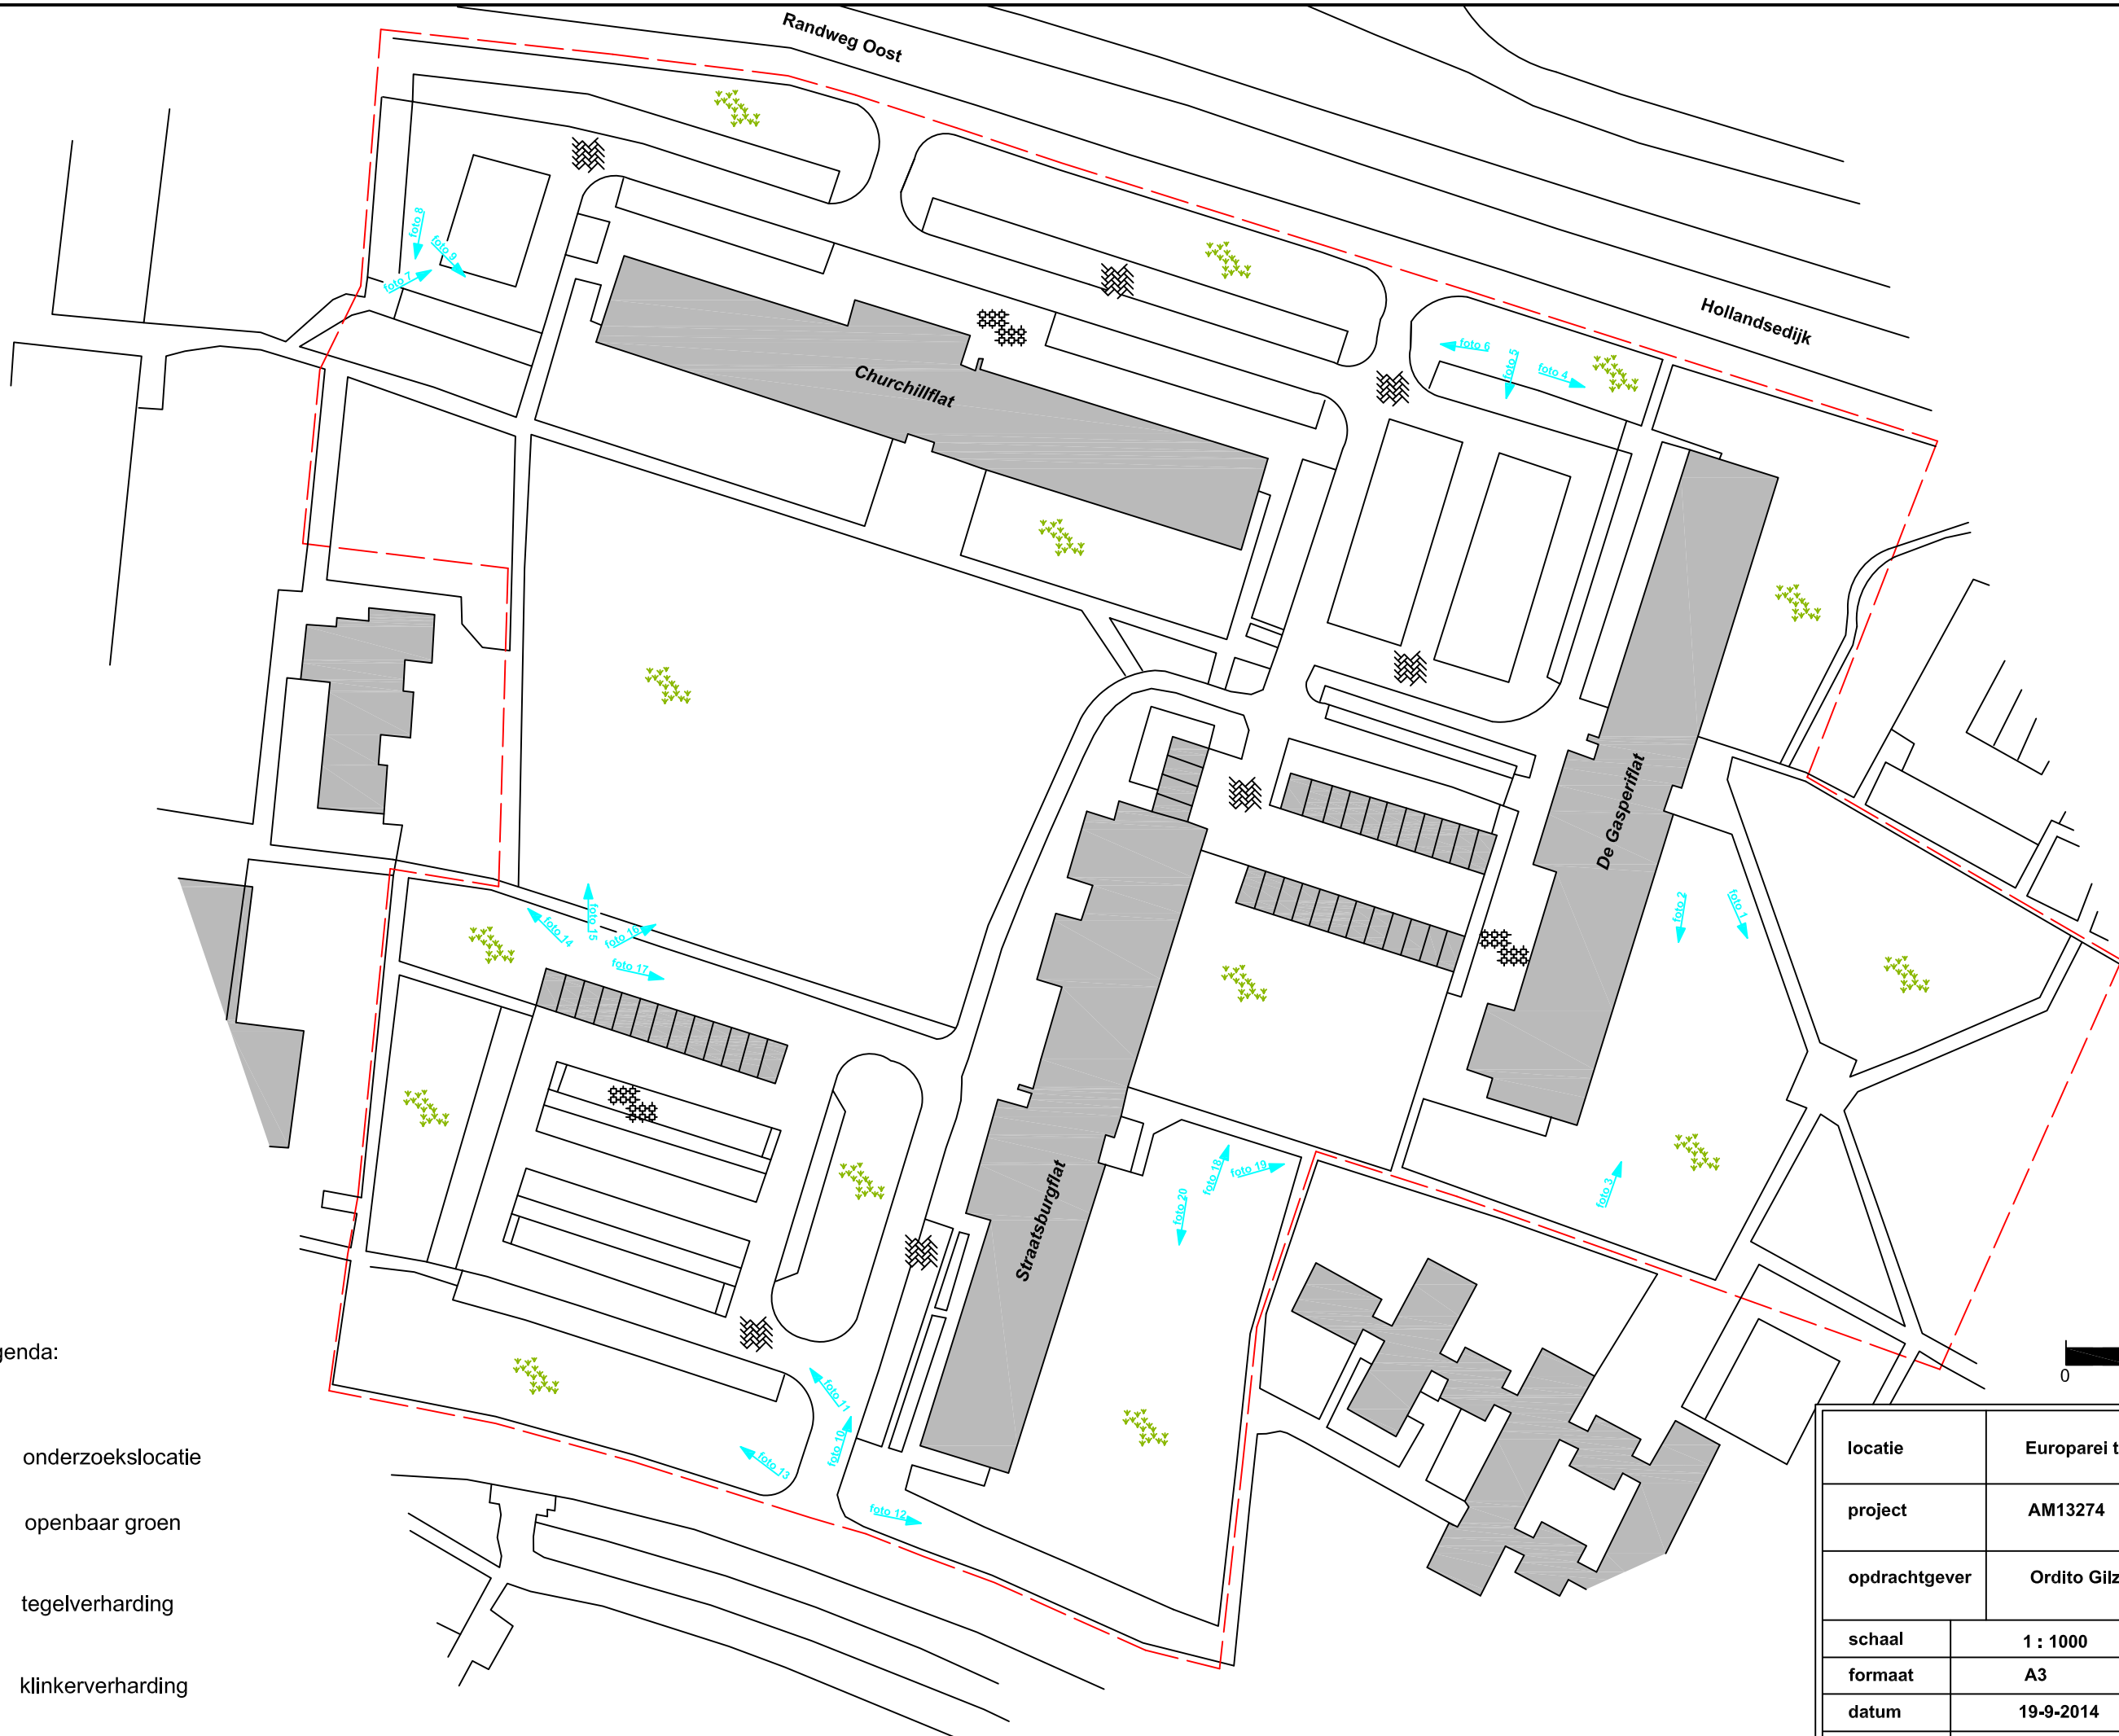 Randweg Oost
Hollandsedijk
foto 8
foto 9
foto 7
foto 6
foto 5
foto 4
Churchillflat
De Gasperiflat
foto 2
foto 1
foto 14
foto 15
foto 16
foto 17
Straatsburgflat
foto 18
foto 19
foto 20
foto 3
foto 11
foto 10
foto 13
foto 12
genda:
onderzoekslocatie
openbaar groen
tegelverharding
klinkerverharding
0
locatie Europarei t
project AM13274
opdrachtgever Ordito Gilz
schaal 1 : 1000
formaat A3
datum 19-9-2014